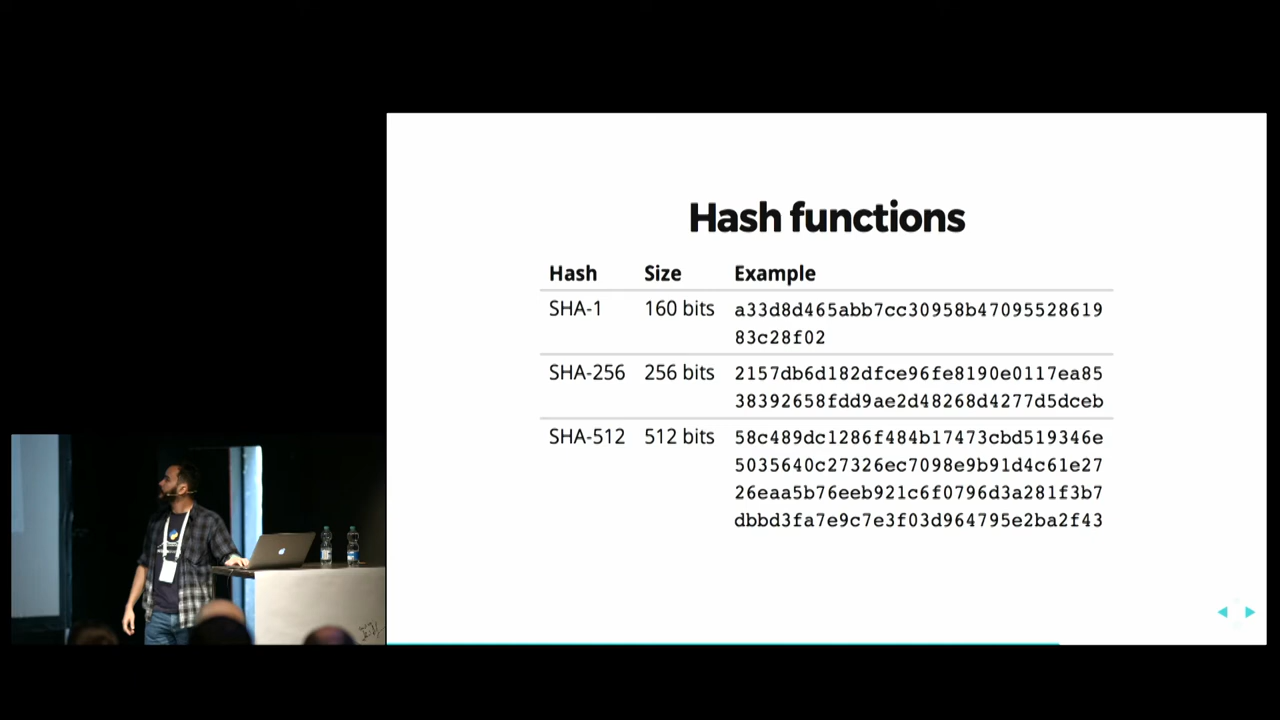 Hash functions
Hash Size Example
SHA-1 160 bits a33d8d465abb7cc30958b47095528619
83c28f02
SHA-256 256 bits 2157db6d182dfce96fe8190e0117ea85
38392658fdd9ae2d48268d4277d5dceb
SHA-512 512 bits 58c489dc1286f484b17473cbd519346e
5035640c27326ec7098e9b91d4c61e27
26eaa5b76eeb921c6f0796d3a281f3b7
dbbd3fa7e9c7e3f03d964795e2ba2f43